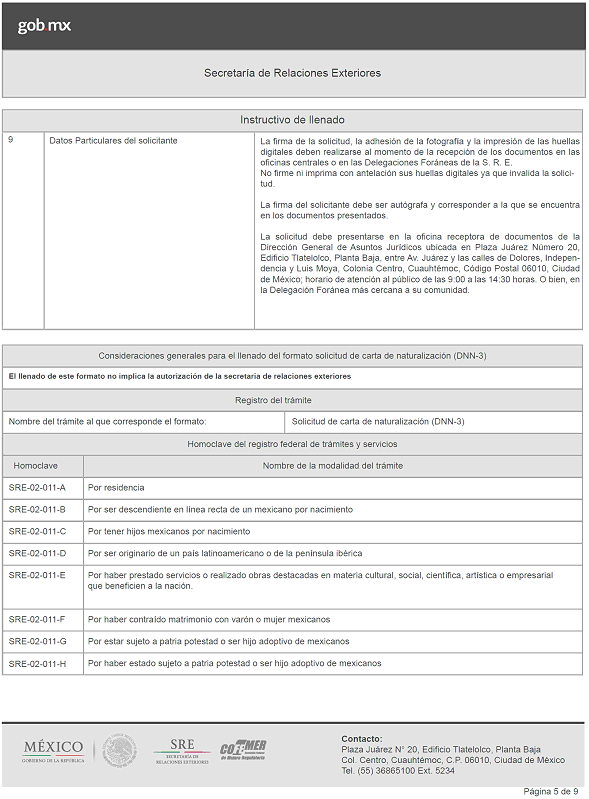 gob.mx
Secretaría de Relaciones Exteriores
Instructivo de llenado
9
Datos Particulares del solicitante
La firma de la solicitud, la adhesión de la fotografía y la impresión de las huellas
digitales deben realizarse al momento de la recepción de los documentos en las
oficinas centrales o en las Delegaciones Foráneas de la S. R. E.
No firme ni imprima con antelación sus huellas digitales ya que invalida la solici-
tud.
La firma del solicitante debe ser autógrafa y corresponder a la que se encuentra
en los documentos presentados.
La solicitud debe presentarse en la oficina receptora de documentos de la
Dirección General de Asuntos Jurídicos ubicada en Plaza Juárez Número 20,
Edificio Tlatelolco, Planta Baja, entre Av. Juárez y las calles de Dolores, Indepen-
dencia y Luis Moya, Colonia Centro, Cuauhtémoc, Código Postal 06010, Ciudad
de México; horario de atención al público de las 9:00 a las 14:30 horas. O bien, en
la Delegación Foránea más cercana a su comunidad.
Consideraciones generales para el llenado del formato solicitud de carta de naturalización (DNN-3)
El llenado de este formato no implica la autorización de la secretaria de relaciones exteriores
Registro del trámite
Nombre del trámite al que corresponde el formato:
Solicitud de carta de naturalización (DNN-3)
Homoclave del registro federal de trámites y servicios
Homoclave
Nombre de la modalidad del trámite
SRE-02-011-A
Por residencia
SRE-02-011-B
Por ser descendiente en línea recta de un mexicano por nacimiento
SRE-02-011-C
Por tener hijos mexicanos por nacimiento
SRE-02-011-D
Por ser originario de un país latinoamericano o de la península ibérica
SRE-02-011-E
Por haber prestado servicios o realizado obras destacadas en materia cultural, social, científica, artística o empresarial
que beneficien a la nación.
SRE-02-011-F
Por haber contraído matrimonio con varón o mujer mexicanos
SRE-02-011-G
Por estar sujeto a patria potestad o ser hijo adoptivo de mexicanos
SRE-02-011-H
Por haber estado sujeto a patria potestad o ser hijo adoptivo de mexicanos
MÉXICO
GOBIERNO DE LA REPÚBLICA
SRE
SECRETARÍA DE
RELACIONES EXTERIORES
COFEMER
de Mejora Regulatoria
Contacto:
Plaza Juárez N° 20, Edificio Tlatelolco, Planta Baja
Col. Centro, Cuauhtémoc, C.P. 06010, Ciudad de México
Tel. (55) 36865100 Ext. 5234
Página 5 de 9